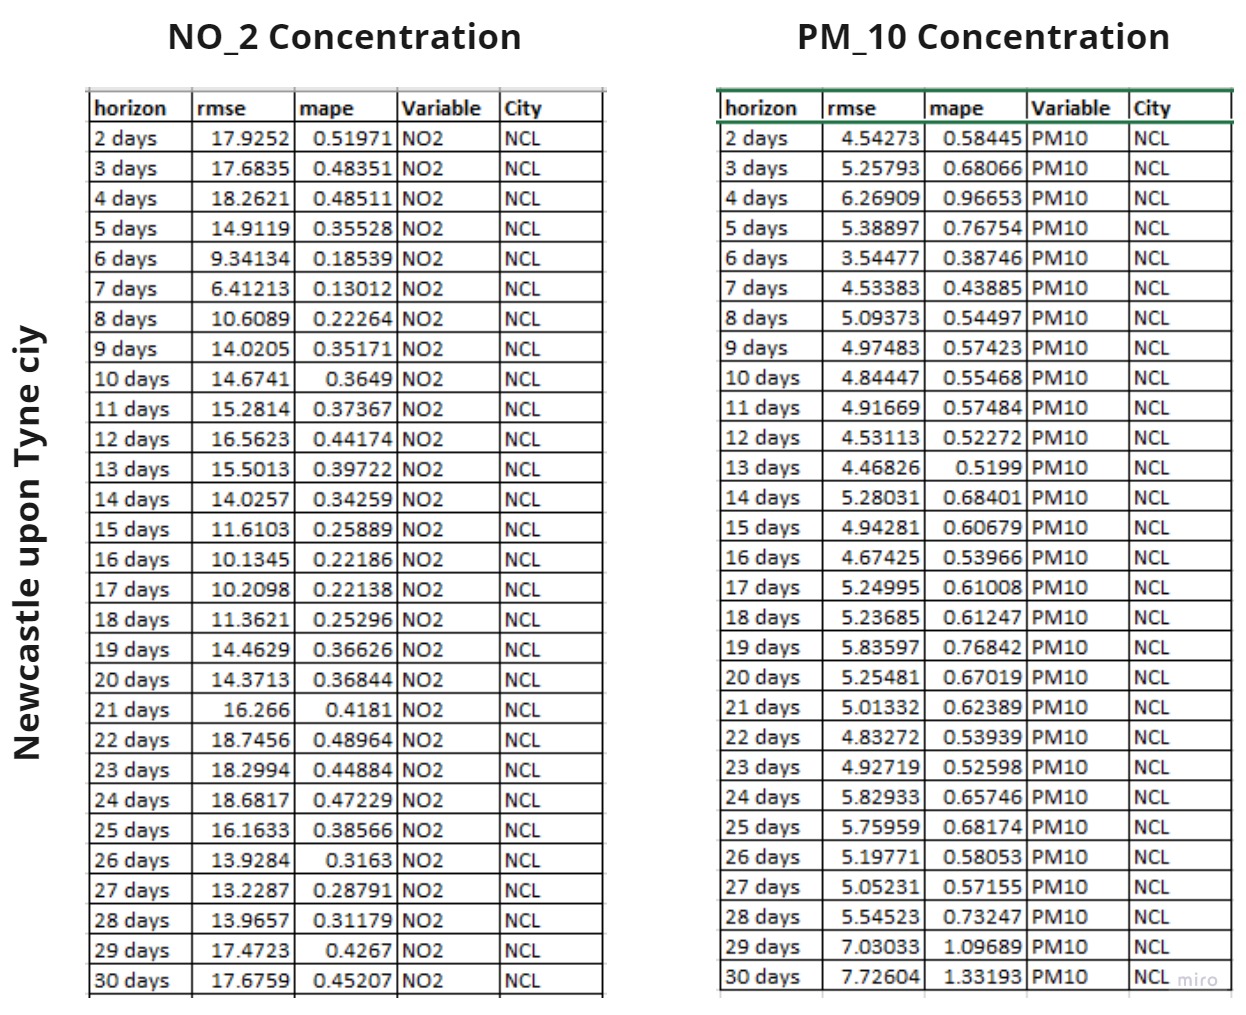 NO_2 Concentration
PM_10 Concentration
Newcastle upon Tyne ciy
horizon rmse mape Variable City
2 days 17.9252 0.51971 NO2 NCL
3 days 17.6835 0.48351 NO2 NCL
4 days 18.2621 0.48511 NO2 NCL
5 days 14.9119 0.35528 NO2 NCL
6 days 9.34134 0.18539 NO2 NCL
7 days 6.41213 0.13012 NO2 NCL
8 days 10.6089 0.22264 NO2 NCL
9 days 14.0205 0.35171 NO2 NCL
10 days 14.6741 0.3649 NO2 NCL
11 days 15.2814 0.37367 NO2 NCL
12 days 16.5623 0.44174 NO2 NCL
13 days 15.5013 0.39722 NO2 NCL
14 days 14.0257 0.34259 NO2 NCL
15 days 11.6103 0.25889 NO2 NCL
16 days 10.1345 0.22186 NO2 NCL
17 days 10.2098 0.22138 NO2 NCL
18 days 11.3621 0.25296 NO2 NCL
19 days 14.4629 0.36626 NO2 NCL
20 days 14.3713 0.36844 NO2 NCL
21 days 16.266 0.4181 NO2 NCL
22 days 18.7456 0.48964 NO2 NCL
23 days 18.2994 0.44884 NO2 NCL
24 days 18.6817 0.47229 NO2 NCL
25 days 16.1633 0.38566 NO2 NCL
26 days 13.9284 0.3163 NO2 NCL
27 days 13.2287 0.28791 NO2 NCL
28 days 13.9657 0.31179 NO2 NCL
29 days 17.4723 0.4267 NO2 NCL
30 days 17.6759 0.45207 NO2 NCL
horizon rmse mape Variable City
2 days 4.54273 0.58445 PM10 NCL
3 days 5.25793 0.68066 PM10 NCL
4 days 6.26909 0.96653 PM10 NCL
5 days 5.38897 0.76754 PM10 NCL
6 days 3.54477 0.38746 PM10 NCL
7 days 4.53383 0.43885 PM10 NCL
8 days 5.09373 0.54497 PM10 NCL
9 days 4.97483 0.57423 PM10 NCL
10 days 4.84447 0.55468 PM10 NCL
11 days 4.91669 0.57484 PM10 NCL
12 days 4.53113 0.52272 PM10 NCL
13 days 4.46826 0.5199 PM10 NCL
14 days 5.28031 0.68401 PM10 NCL
15 days 4.94281 0.60679 PM10 NCL
16 days 4.67425 0.53966 PM10 NCL
17 days 5.24995 0.61008 PM10 NCL
18 days 5.23685 0.61247 PM10 NCL
19 days 5.83597 0.76842 PM10 NCL
20 days 5.25481 0.67019 PM10 NCL
21 days 5.01332 0.62389 PM10 NCL
22 days 4.83272 0.53939 PM10 NCL
23 days 4.92719 0.52598 PM10 NCL
24 days 5.82933 0.65746 PM10 NCL
25 days 5.75959 0.68174 PM10 NCL
26 days 5.19771 0.58053 PM10 NCL
27 days 5.05231 0.57155 PM10 NCL
28 days 5.54523 0.73247 PM10 NCL
29 days 7.03033 1.09689 PM10 NCL
30 days 7.72604 1.33193 PM10 NCL
miro